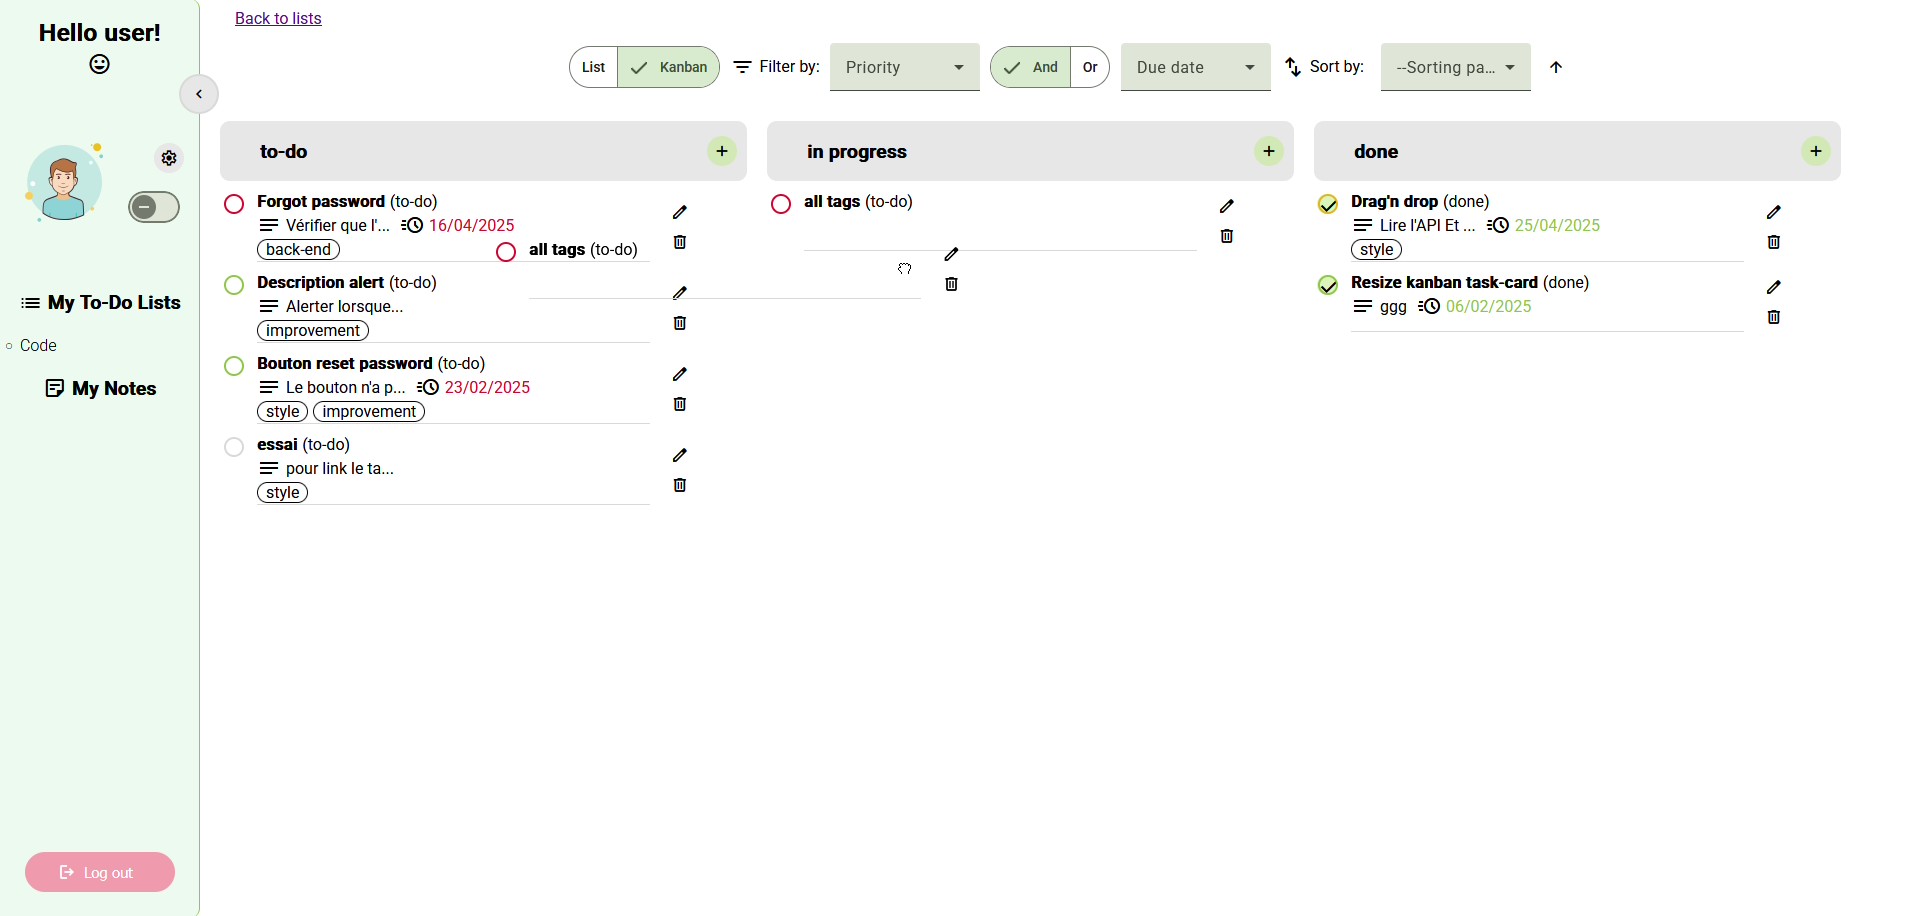 Hello user!
My To-Do Lists
Code
My Notes
Log out
Back to lists
List
Kanban
Filter by:
Priority
And
Or
Due date
Sort by:
--Sorting pa...
to-do
Forgot password (to-do)
Vérifier que l'...
16/04/2025
back-end
all tags (to-do)
Description alert (to-do)
Alerter lorsque...
improvement
Bouton reset password (to-do)
Le bouton n'a p...
23/02/2025
style
improvement
essai (to-do)
pour link le ta...
style
in progress
all tags (to-do)
done
Drag'n drop (done)
Lire l'API Et ...
25/04/2025
style
Resize kanban task-card (done)
ggg
06/02/2025